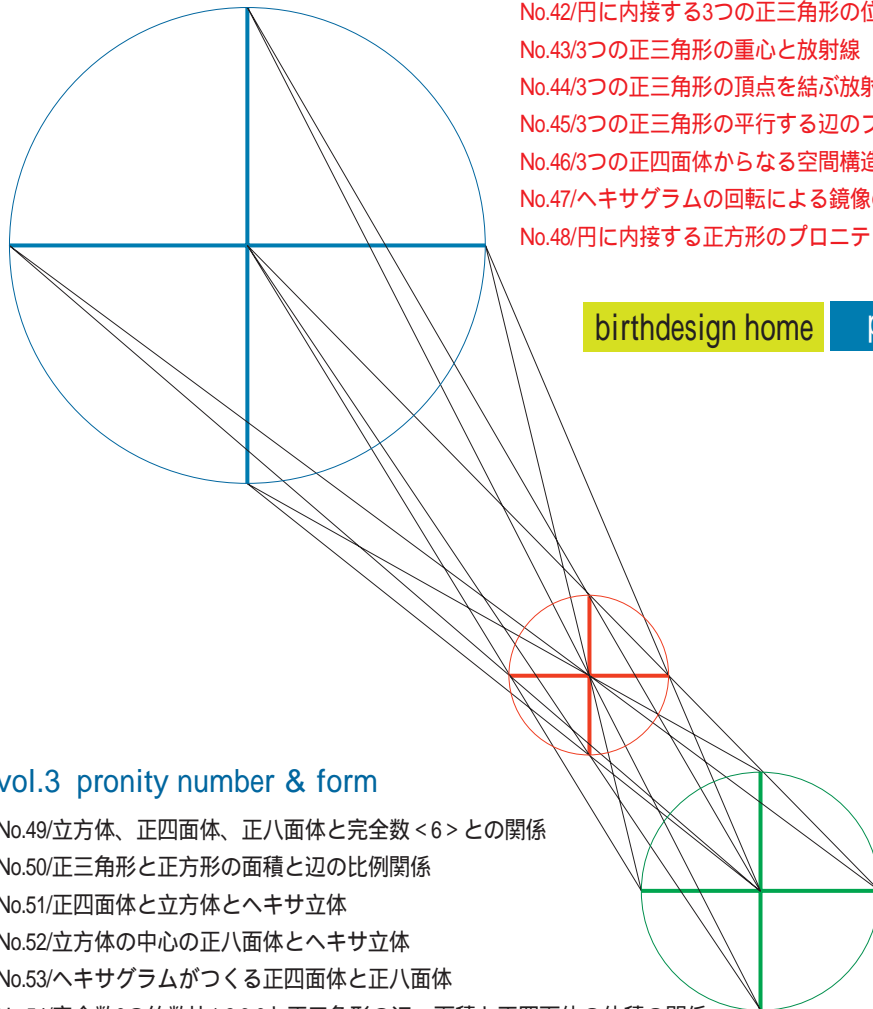 No.42/円に内接する3つの正三角形の位
No.43/3つの正三角形の重心と放射線
No.44/3つの正三角形の頂点を結ぶ放射
No.45/3つの正三角形の平行する辺のプ
No.46/3つの正四面体からなる空間構造
No.47/ヘキサグラムの回転による鏡像
No.48/円に内接する正方形のプロニテ
birthdesign home
vol.3 pronity number & form
No.49/立方体、正四面体、正八面体と完全数<6>との関係
No.50/正三角形と正方形の面積と辺の比例関係
No.51/正四面体と立方体とヘキサ立体
No.52/立方体の中心の正八面体とヘキサ立体
No.53/ヘキサグラムがつくる正四面体と正八面体